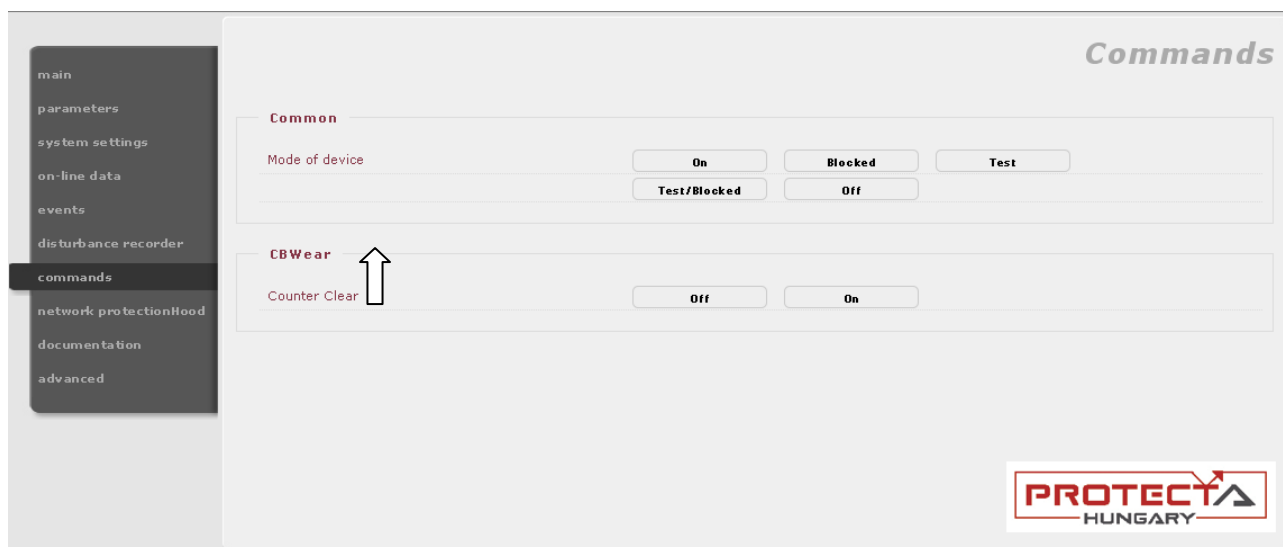 Commands
main
parameters
system settings
on-line data
events
disturbance recorder
commands
network protectionHood
documentation
advanced
Common
Mode of device On Blocked Test
Test/Blocked Off
CBWear
Counter Clear Off On
PROTECTA
HUNGARY